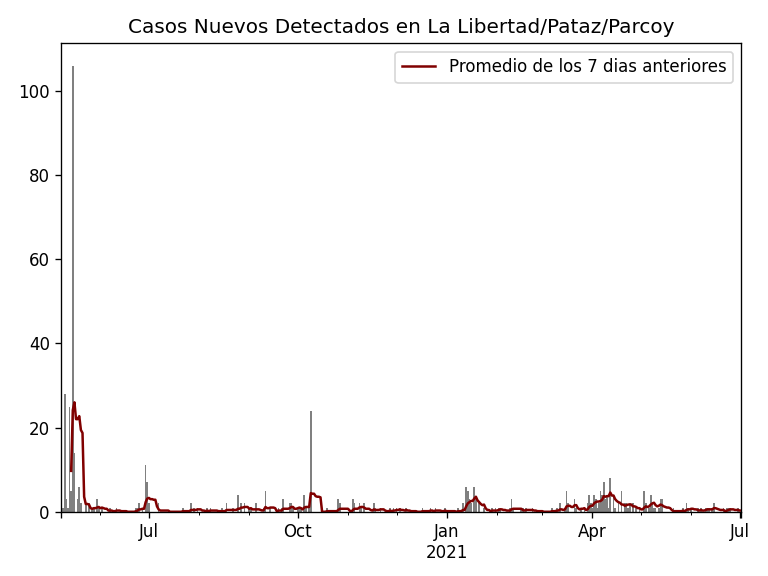 Casos Nuevos Detectados en La Libertad/Pataz/Parcoy
Promedio de los 7 dias anteriores
100
80
60
40
20
0
Jul
Oct
Jan
2021
Apr
Jul